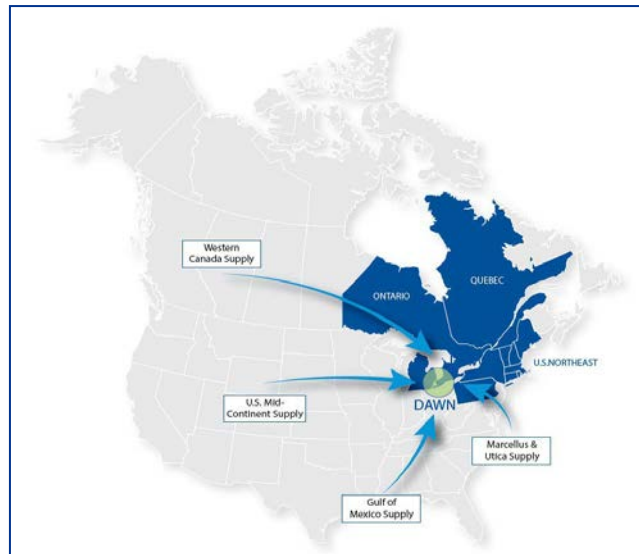 Western
Canada Supply
ONTARIO
QUEBEC
U.S.NORTHEAST
U.S. Mid-
Continent Supply
DAWN
Marcellus &
Utica Supply
Gulf of
Mexico Supply